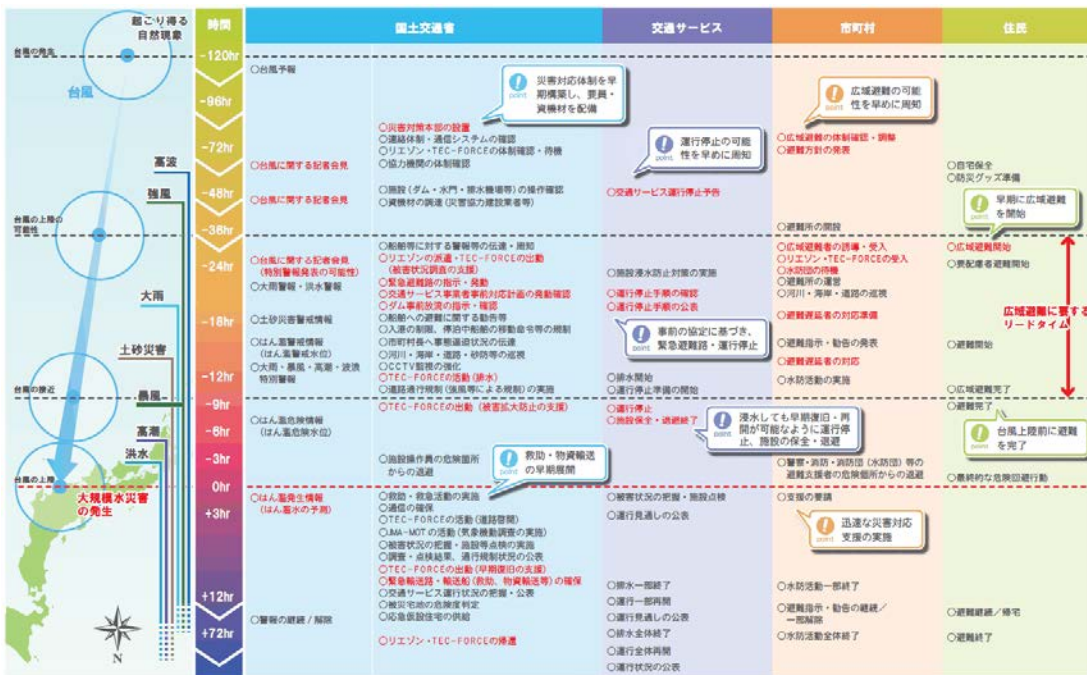 起こり得る
自然現象
時間
国土交通省
交通サービス
市町村
住民
台風の発生
台風
高波
強風
台風の上陸の
可能性
大雨
土砂災害
台風の接近
暴風
高潮
洪水
台風の上陸
大規模水災害
の発生
N
-120hr
-96hr
-72hr
-48hr
-36hr
-24hr
-18hr
-12hr
-9hr
-6hr
-3hr
0hr
+3hr
+12hr
+72hr
○台風予報
○台風に関する記者会見
○台風に関する記者会見
○台風に関する記者会見
(特別警報発表の可能性)
○大雨警報・洪水警報
○土砂災害警戒情報
○はん濫警戒情報
(はん濫警戒水位)
○大雨・暴風・高潮・波浪
特別警報
○はん濫危険情報
(はん濫危険水位)
○はん濫発生情報
(はん濫水の予測)
○警報の継続/解除
point
災害対応体制を早
期構築し、要員・
資機材を配備
○災害対策本部の設置
○連絡体制・通信システムの確認
○リエゾン・TEC-FORCEの体制確認・待機
○協力機関の体制確認
○施設(ダム・水門・排水機場等)の操作確認
○資機材の調達(災害協力建設業者等)
○船舶等に対する警報等の伝達・周知
○リエゾンの派遣・TEC-FORCEの出動
(被害状況調査の支援)
○緊急避難路の指示・発動
○交通サービス事業者事前対応計画の発動確認
○ダム事前放流の指示・確認
○船舶への避難に関する勧告等
○入港の制限、停泊中船舶の移動命令等の規制
○市町村長へ事態逼迫状況の伝達
○河川・海岸・道路・砂防等の巡視
○CCTV監視の強化
○TEC-FORCEの活動(排水)
○道路通行規制(強風等による規制)の実施
○TEC-FORCEの出動(被害拡大防止の支援)
○施設操作員の危険箇所
からの退避
point
救助・物資輸送
の早期展開
○救助・救急活動の実施
○通信の確保
○TEC-FORCEの活動(道路啓開)
○JMA-MOTの活動(気象機動調査の実施)
○被害状況の把握・施設等点検の実施
○調査・点検結果、通行規制状況の公表
○TEC-FORCEの出動(早期復旧の支援)
○緊急輸送路・輸送船(救助、物資輸送等)の確保
○交通サービス運行状況の把握・公表
○被災宅地の危険度判定
○応急仮設住宅の供給
○リエゾン・TEC-FORCEの帰還
point
運行停止の可能
性を早めに周知
○交通サービス運行停止予告
○施設浸水防止対策の実施
○運行停止手順の確認
○運行停止手順の公表
point
事前の協定に基づき、
緊急避難路・運行停止
○排水開始
○運行停止準備の開始
○運行停止
○施設保全・退避終了
point
浸水しても早期復旧・再
開が可能なように運行停
止、施設の保全・退避
○被害状況の把握・施設点検
○運行見通しの公表
○排水一部終了
○運行一部再開
○運行見通しの公表
○排水全体終了
○運行全体再開
○運行状況の公表
point
広域避難の可能
性を早めに周知
○広域避難の体制確認・調整
○避難方針の発表
○避難所の開設
○広域避難者の誘導・受入
○リエゾン・TEC-FORCEの受入
○水防団の待機
○避難所の運営
○河川・海岸・道路の巡視
○避難遅延者の対応準備
○避難指示・勧告の発表
○避難遅延者の対応
○水防活動の実施
○警察・消防・消防団(水防団)等の
避難支援者の危険個所からの退避
○支援の要請
point
迅速な災害対応
支援の実施
○水防活動一部終了
○避難指示・勧告の継続/
一部解除
○水防活動全体終了
○自宅保全
○防災グッズ準備
point
早期に広域避難
を開始
○広域避難開始
○要配慮者避難開始
広域避難に要する
リードタイム
○避難開始
○広域避難完了
○避難完了
point
台風上陸前に避難
を完了
○最終的な危険回避行動
○避難継続/帰宅
○避難終了